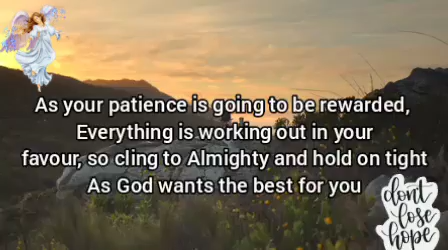 As your patience is going to be rewarded,
Everything is working out in your
favour, so cling to Almighty and hold on tight
As God wants the best for you
dont
lose
hope